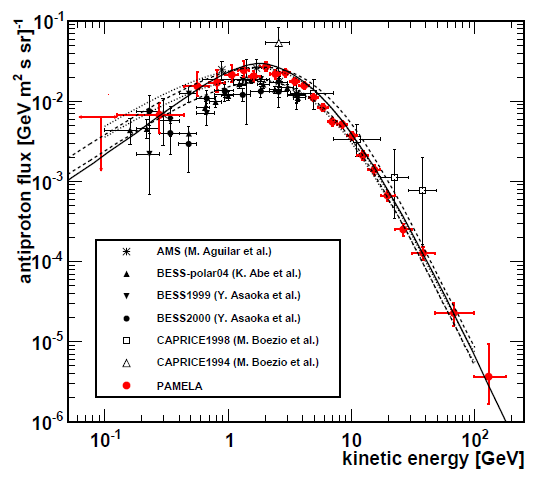 antiproton flux [GeV m² s sr]⁻¹
10⁻¹
10⁻²
10⁻³
10⁻⁴
10⁻⁵
10⁻⁶
AMS (M. Aguilar et al.)
BESS-polar04 (K. Abe et al.)
BESS1999 (Y. Asaoka et al.)
BESS2000 (Y. Asaoka et al.)
CAPRICE1998 (M. Boezio et al.)
CAPRICE1994 (M. Boezio et al.)
PAMELA
10⁻¹ 1 10 10²
kinetic energy [GeV]